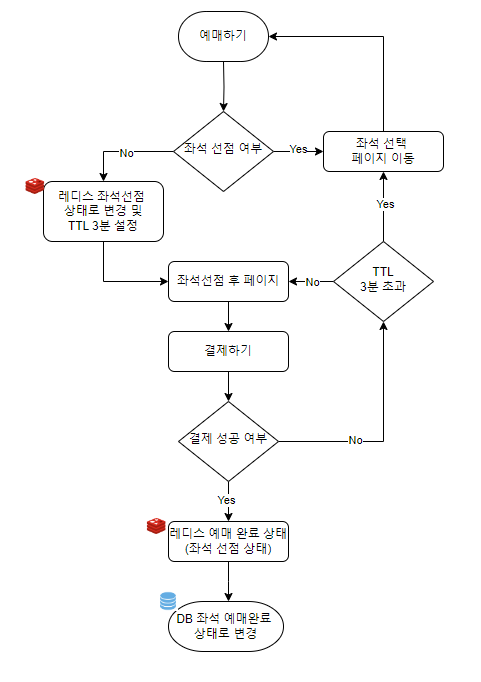 예매하기
좌석 선점 여부
No
Yes
좌석 선택
페이지 이동
레디스 좌석선점
상태로 변경 및
TTL 3분 설정
Yes
TTL
3분 초과
No
좌석선점 후 페이지
결제하기
결제 성공 여부
No
Yes
레디스 예매 완료 상태
(좌석 선점 상태)
DB 좌석 예매완료
상태로 변경